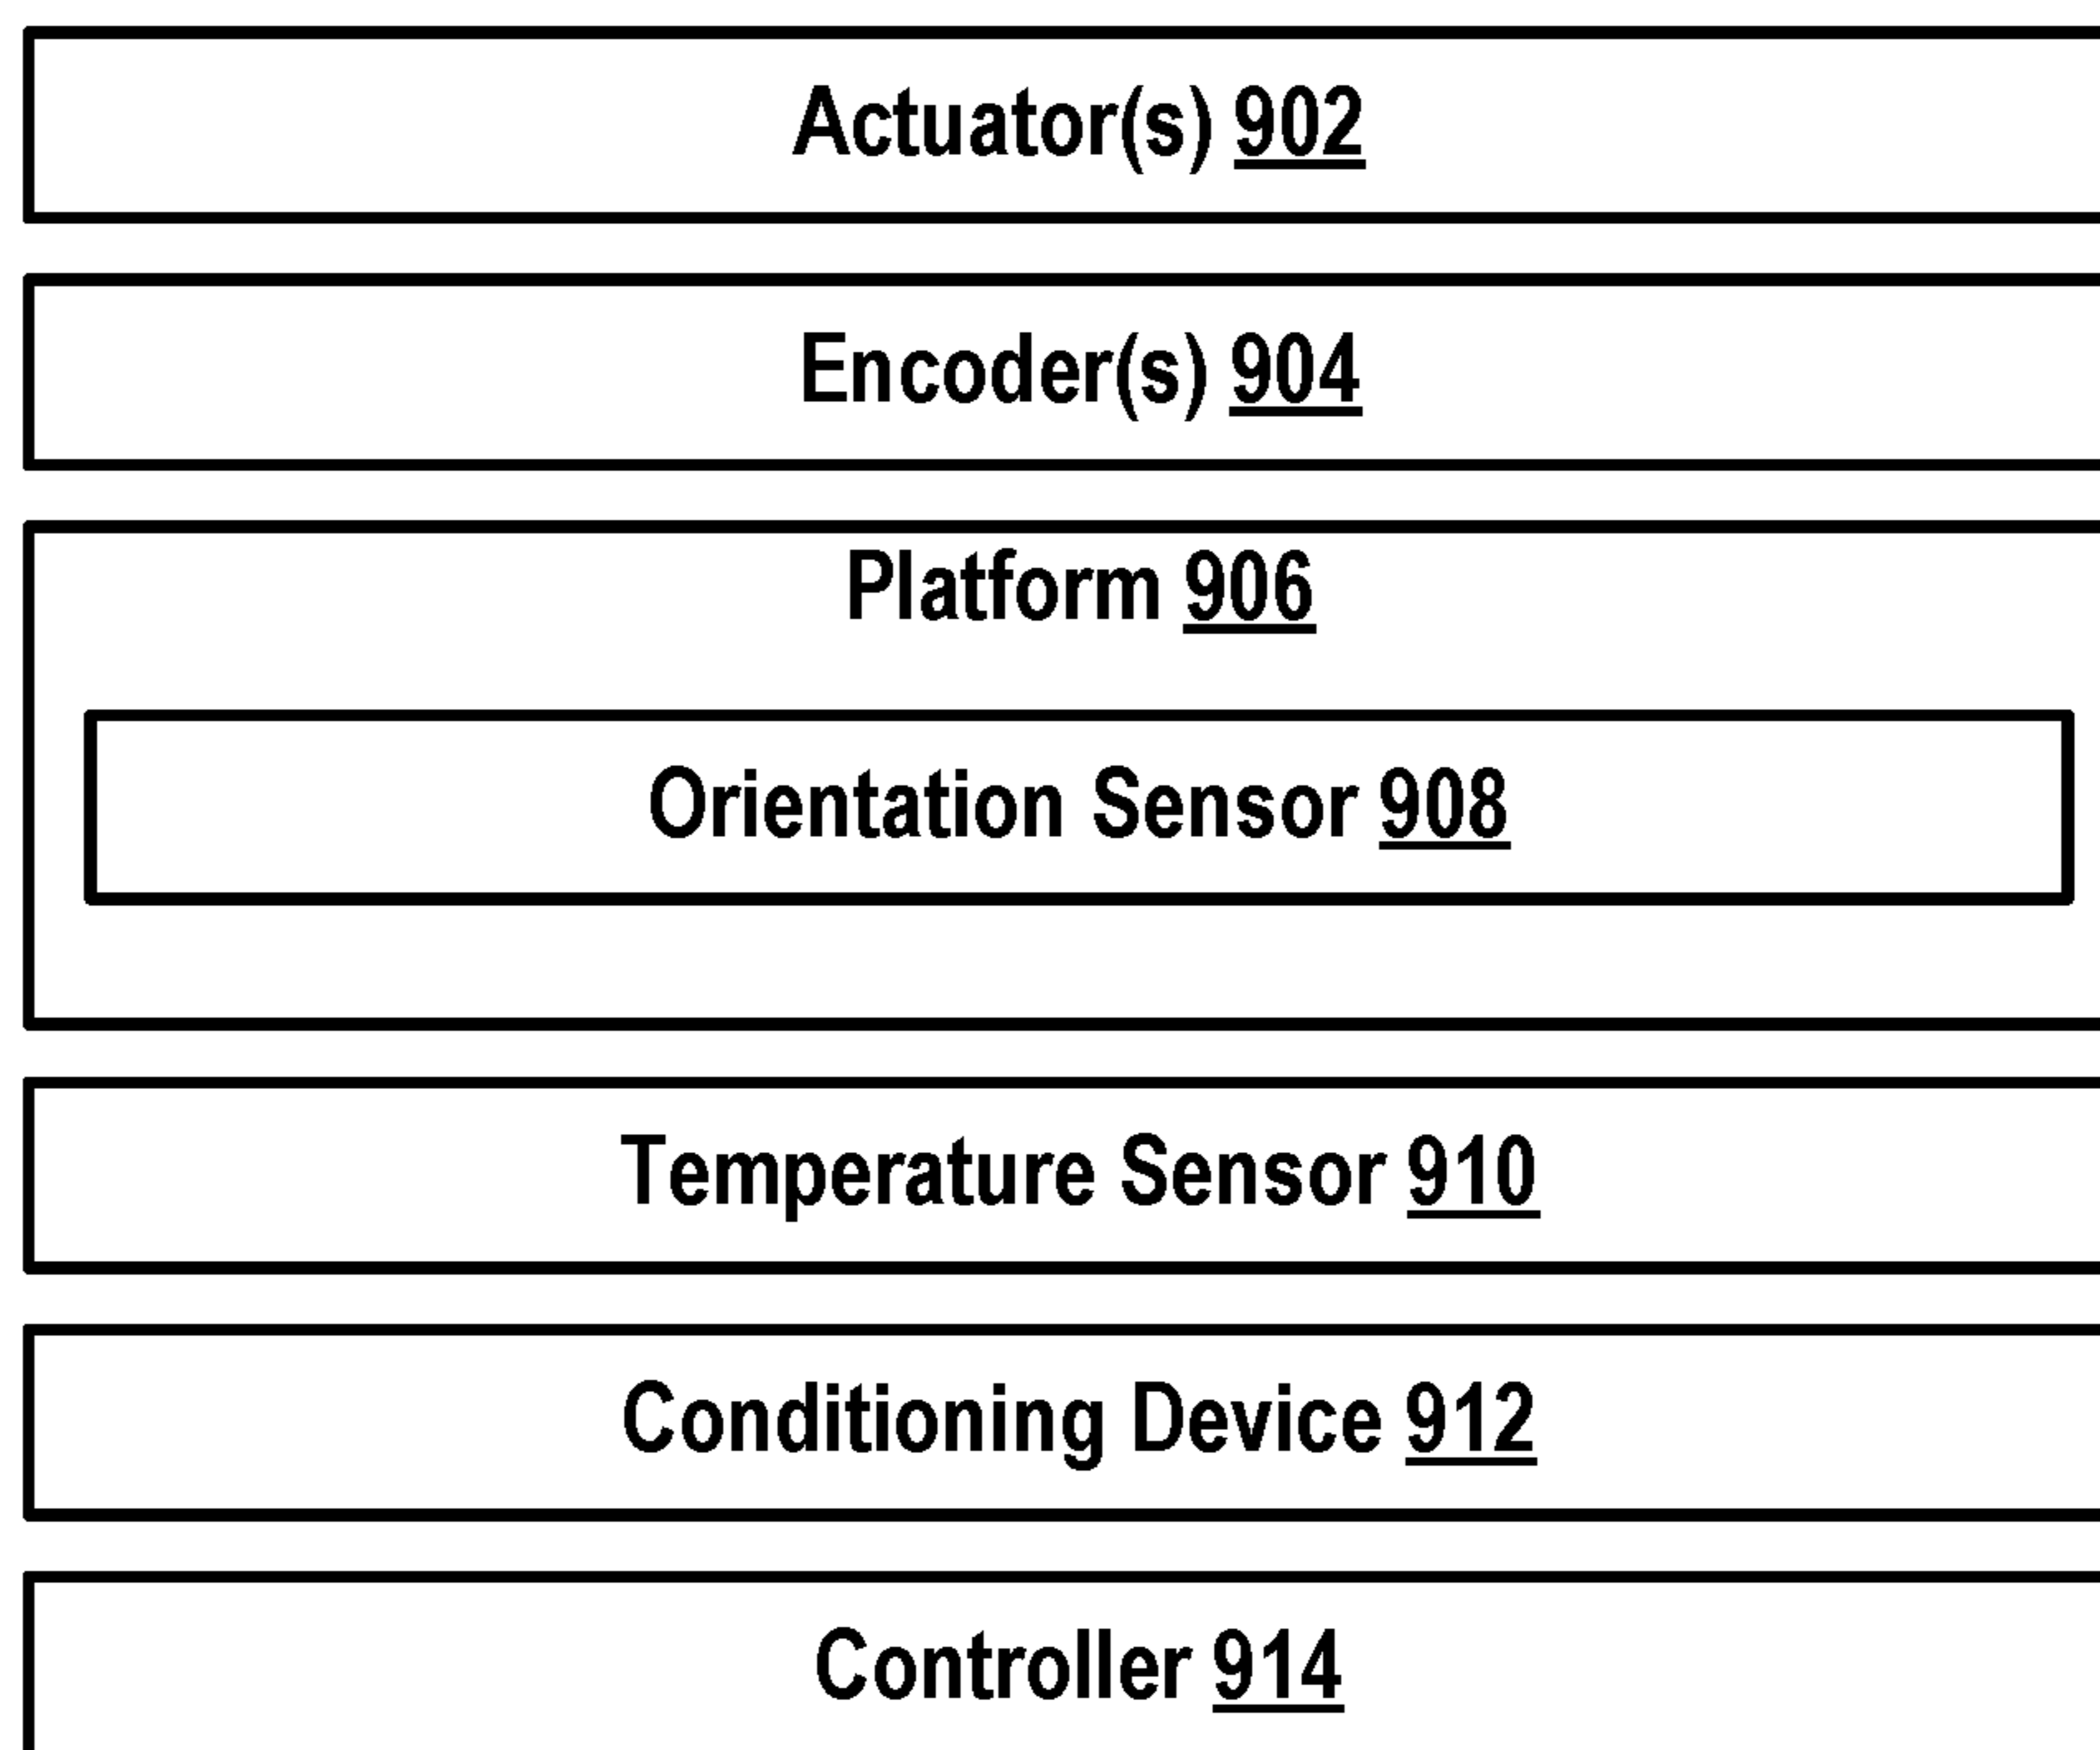 Actuator(s) 902
Encoder(s) 904
Platform 906
Orientation Sensor 908
Temperature Sensor 910
Conditioning Device 912
Controller 914